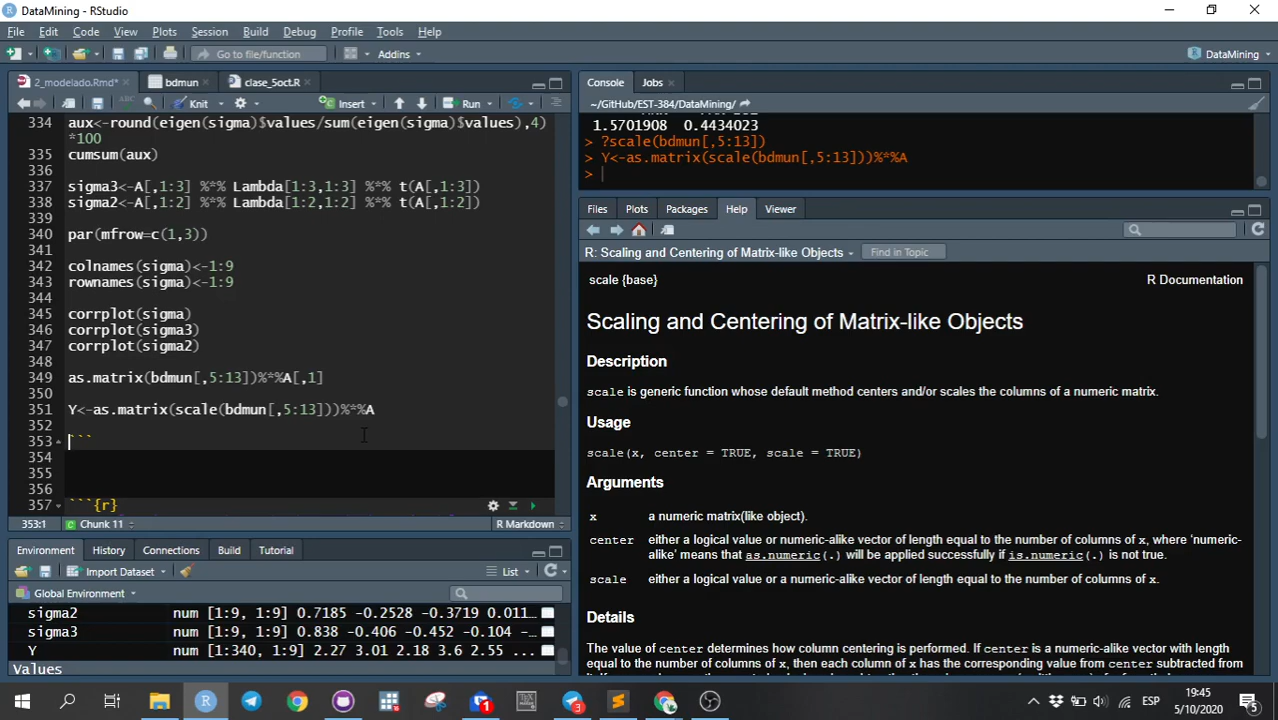 DataMining - RStudio
File Edit Code View Plots Session Build Debug Profile Tools Help
Go to file/function Addins DataMining
2_modelado.Rmd* bdmun clase_5oct.R
ABC Knit Insert Run
334 aux<-round(eigen(sigma)$values/sum(eigen(sigma)$values),4)
*100
335 cumsum(aux)
336
337 sigma3<-A[,1:3] %*% Lambda[1:3,1:3] %*% t(A[,1:3])
338 sigma2<-A[,1:2] %*% Lambda[1:2,1:2] %*% t(A[,1:2])
339
340 par(mfrow=c(1,3))
341
342 colnames(sigma)<-1:9
343 rownames(sigma)<-1:9
344
345 corrplot(sigma)
346 corrplot(sigma3)
347 corrplot(sigma2)
348
349 as.matrix(bdmun[,5:13])%*%A[,1]
350
351 Y<-as.matrix(scale(bdmun[,5:13]))%*%A
352
353 ```
354
355
356
357 ```{r}
353:1 Chunk 11 R Markdown
Environment History Connections Build Tutorial
Import Dataset List
Global Environment
sigma2 num [1:9, 1:9] 0.7185 -0.2528 -0.3719 0.011...
sigma3 num [1:9, 1:9] 0.838 -0.406 -0.452 -0.104 -...
Y num [1:340, 1:9] 2.27 3.01 2.18 3.6 2.55 ...
Values
Console Jobs
~/GitHub/EST-384/DataMining/
1.5701908 0.4434023
> ?scale(bdmun[,5:13])
> Y<-as.matrix(scale(bdmun[,5:13]))%*%A
>
Files Plots Packages Help Viewer
R: Scaling and Centering of Matrix-like Objects Find in Topic
scale {base} R Documentation
Scaling and Centering of Matrix-like Objects
Description
scale is generic function whose default method centers and/or scales the columns of a numeric matrix.
Usage
scale(x, center = TRUE, scale = TRUE)
Arguments
x a numeric matrix(like object).
center either a logical value or numeric-alike vector of length equal to the number of columns of x, where ‘numeric-
alike’ means that as.numeric(.) will be applied successfully if is.numeric(.) is not true.
scale either a logical value or a numeric-alike vector of length equal to the number of columns of x.
Details
The value of center determines how column centering is performed. If center is a numeric-alike vector with length
equal to the number of columns of x, then each column of x has the corresponding value from center subtracted from
ESP
19:45
5/10/2020